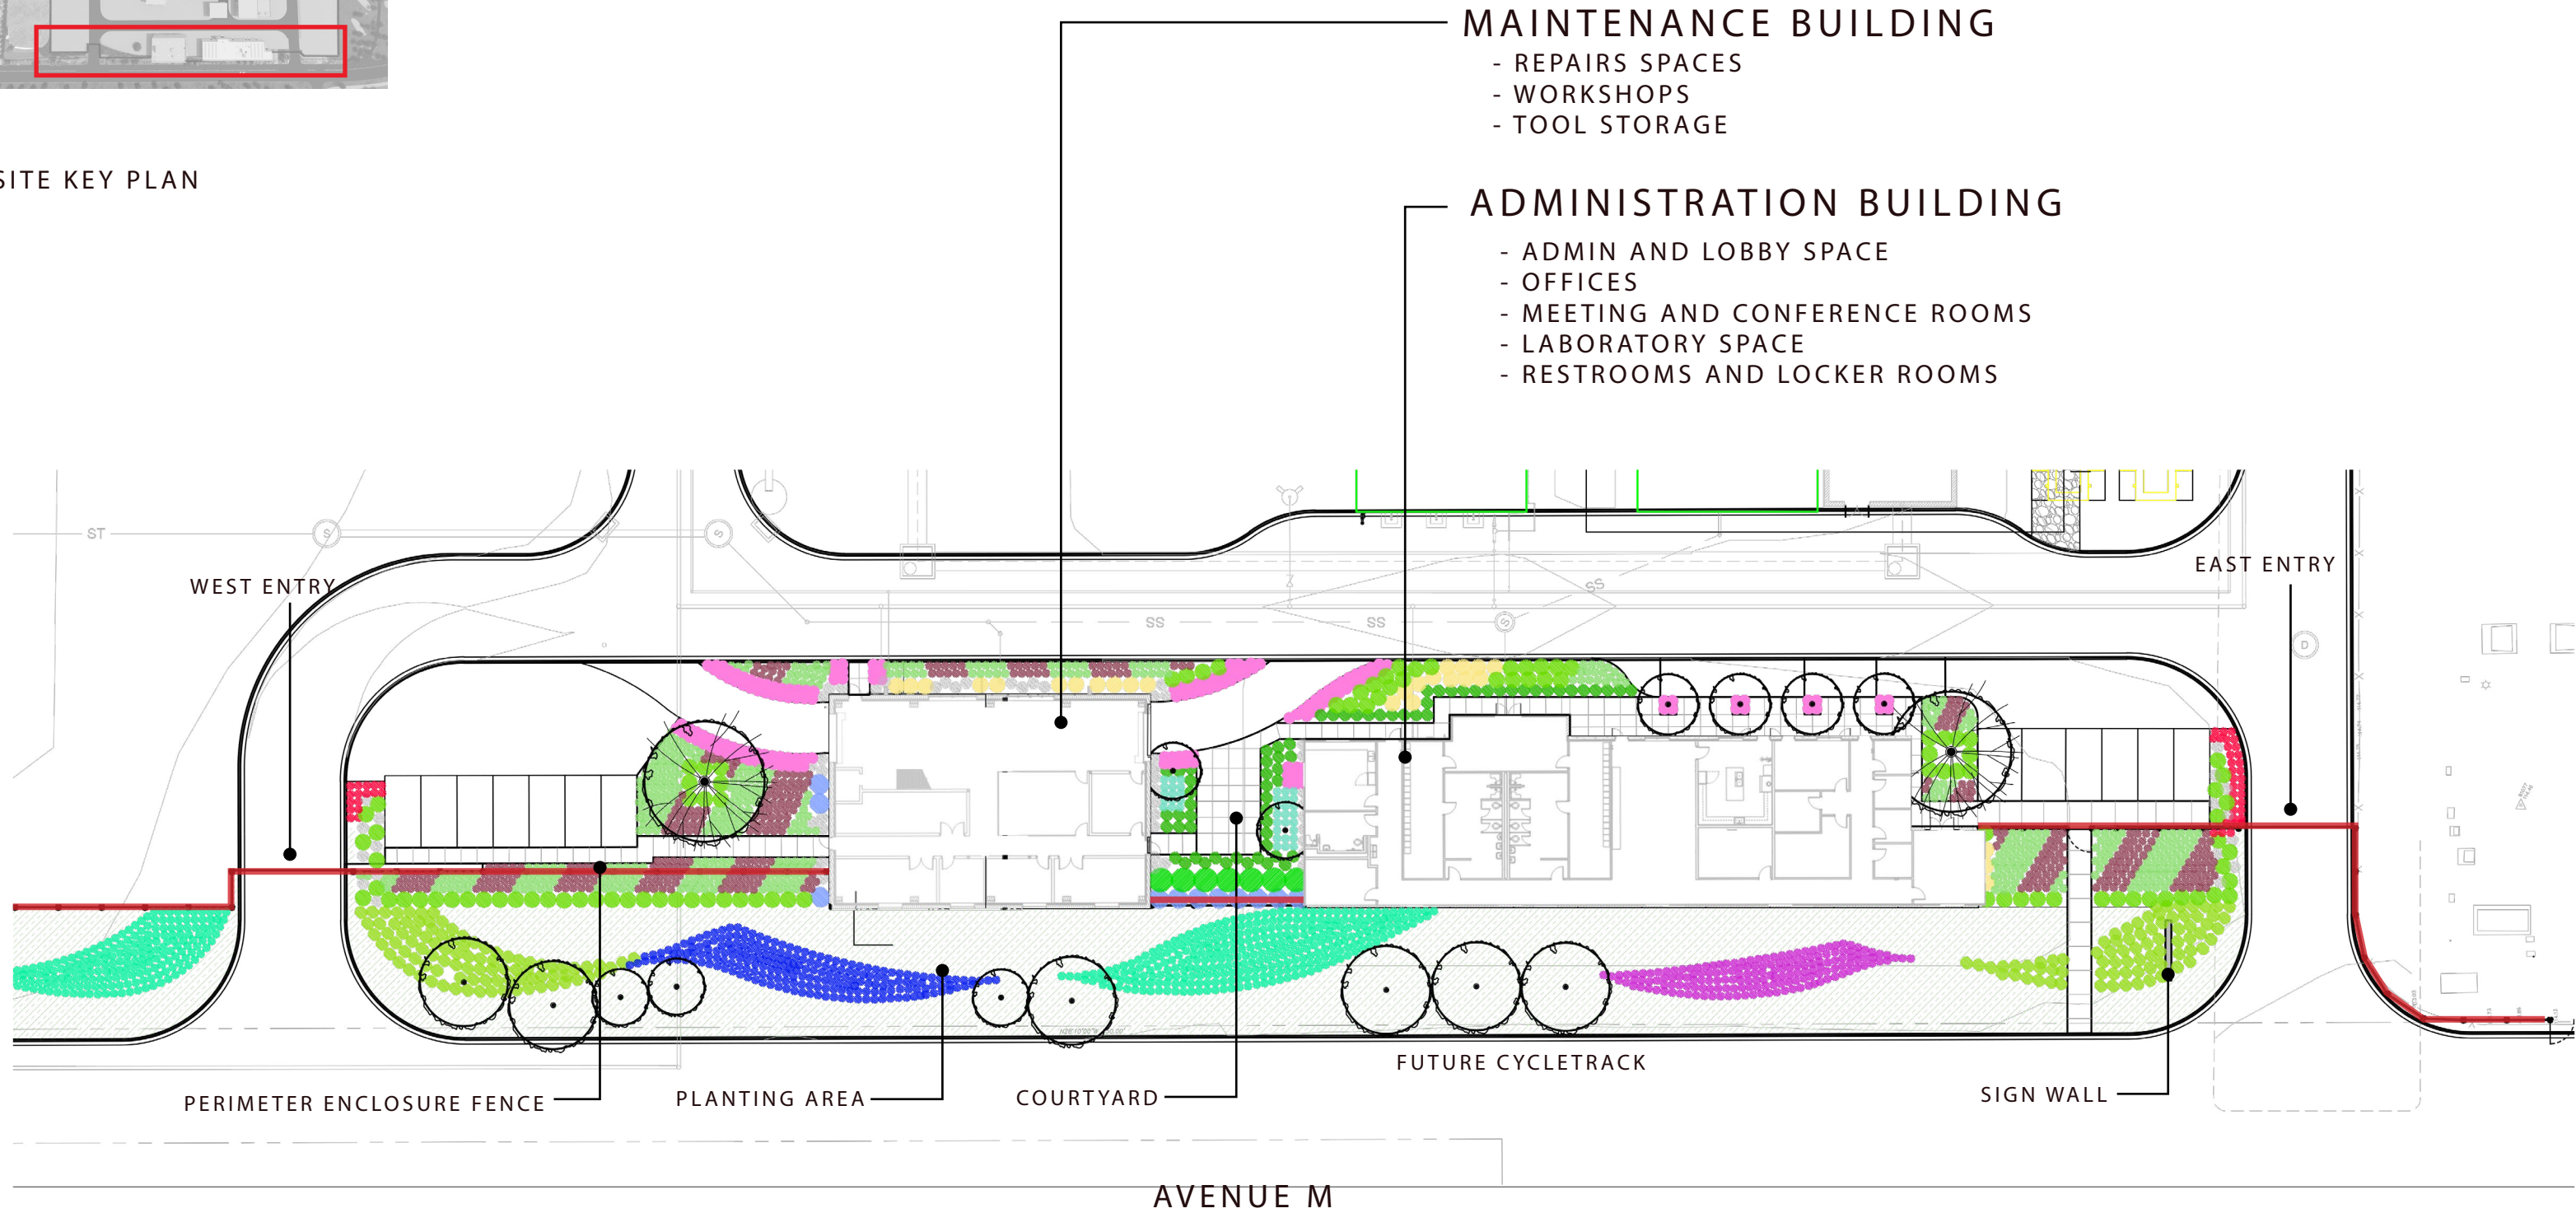 MAINTENANCE BUILDING
- REPAIRS SPACES
- WORKSHOPS
- TOOL STORAGE
SITE KEY PLAN
ADMINISTRATION BUILDING
- ADMIN AND LOBBY SPACE
- OFFICES
- MEETING AND CONFERENCE ROOMS
- LABORATORY SPACE
- RESTROOMS AND LOCKER ROOMS
ST
S
S
WEST ENTRY
EAST ENTRY
SS
SS
SS
S
D
FUTURE CYCLETRACK
PERIMETER ENCLOSURE FENCE
PLANTING AREA
COURTYARD
SIGN WALL
AVENUE M